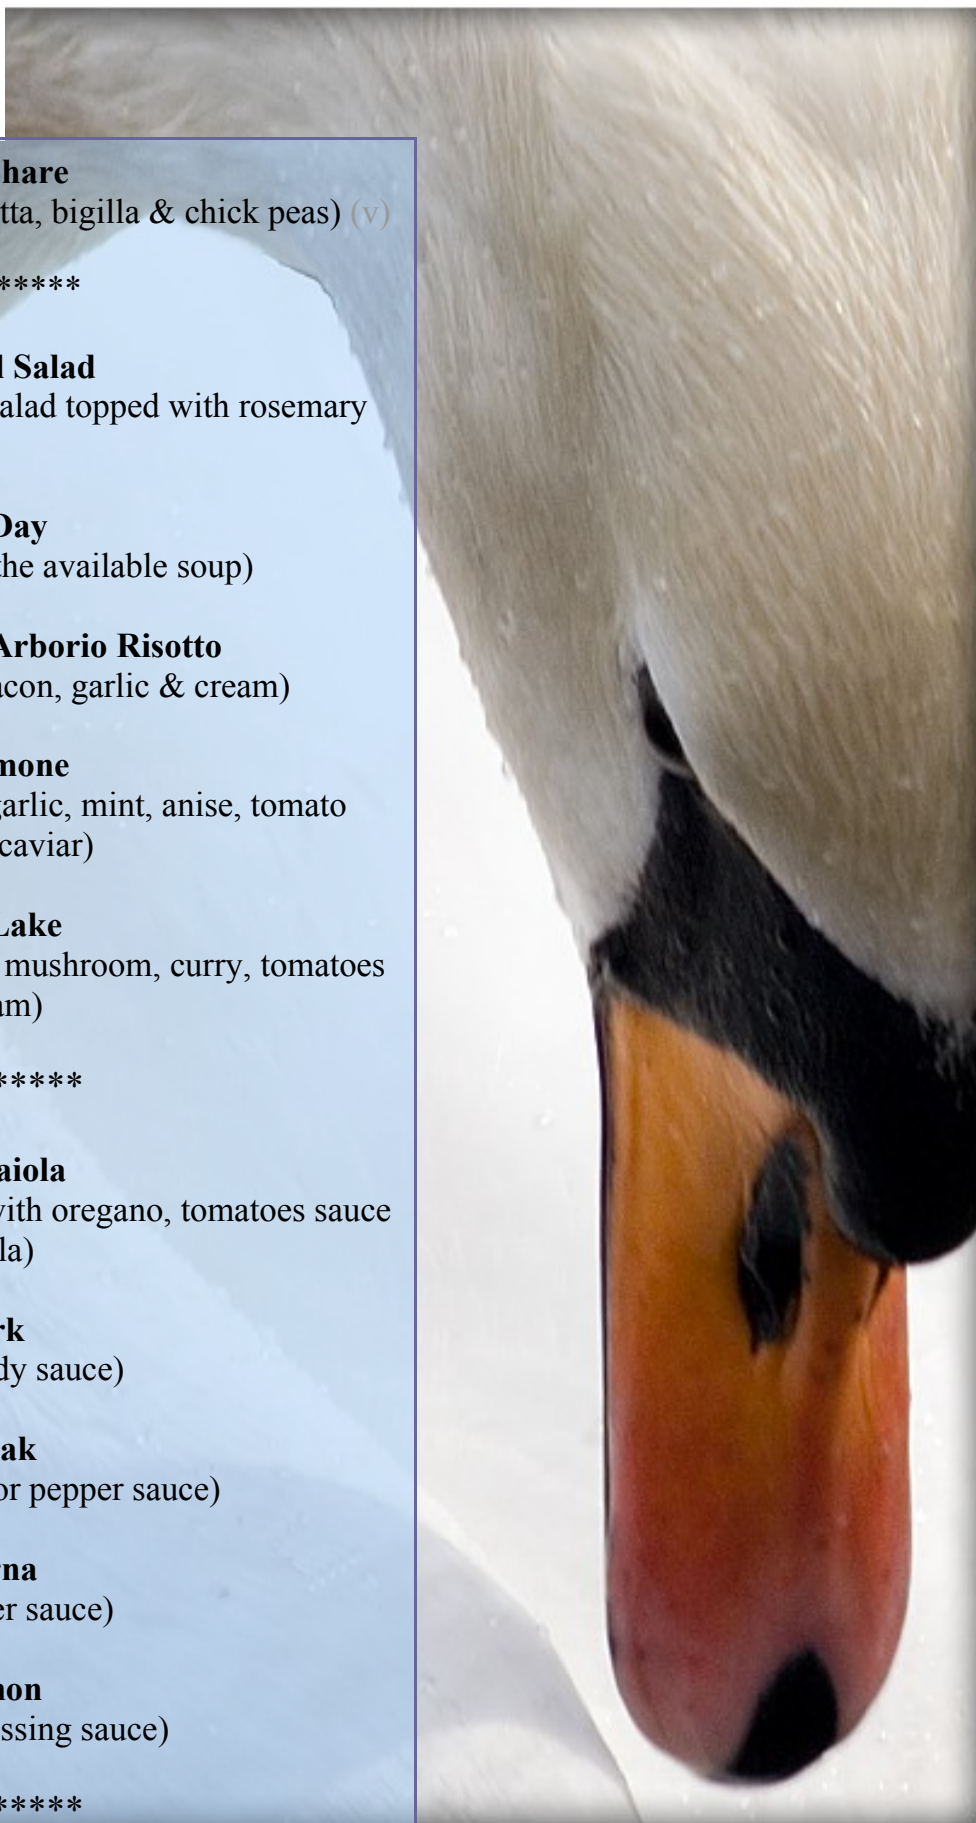 hare
tta, bigilla & chick peas) (v)
*****
l Salad
alad topped with rosemary
Day
the available soup)
Arborio Risotto
acon, garlic & cream)
mone
garlic, mint, anise, tomato
caviar)
Lake
mushroom, curry, tomatoes
am)
*****
aiola
with oregano, tomatoes sauce
la)
rk
dy sauce)
ak
or pepper sauce)
rna
er sauce)
non
ssing sauce)
*****